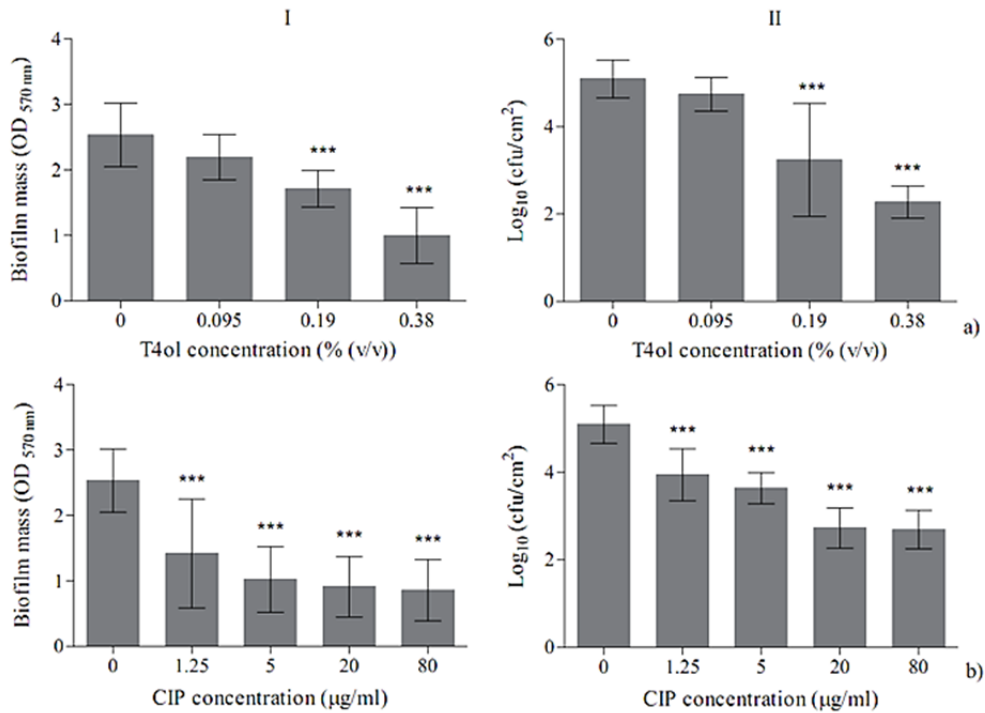 I
II
Biofilm mass (OD 570 nm)
4
3
2
1
0
***
***
0 0.095 0.19 0.38
T4ol concentration (% (v/v))
Log10 (cfu/cm2)
6
4
2
0
***
***
0 0.095 0.19 0.38
T4ol concentration (% (v/v))
a)
Biofilm mass (OD 570 nm)
4
3
2
1
0
***
***
***
***
0 1.25 5 20 80
CIP concentration (μg/ml)
Log10 (cfu/cm2)
6
4
2
0
***
***
***
***
0 1.25 5 20 80
CIP concentration (μg/ml)
b)